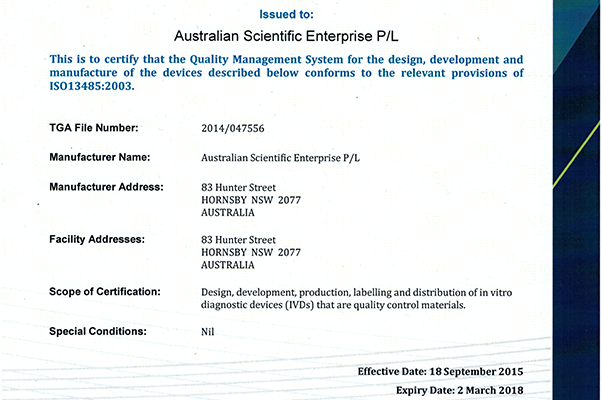 Issued to:
Australian Scientific Enterprise P/L
This is to certify that the Quality Management System for the design, development and
manufacture of the devices described below conforms to the relevant provisions of
ISO13485:2003.
TGA File Number: 2014/047556
Manufacturer Name: Australian Scientific Enterprise P/L
Manufacturer Address: 83 Hunter Street
HORNSBY NSW 2077
AUSTRALIA
Facility Addresses: 83 Hunter Street
HORNSBY NSW 2077
AUSTRALIA
Scope of Certification: Design, development, production, labelling and distribution of in vitro
diagnostic devices (IVDs) that are quality control materials.
Special Conditions: Nil
Effective Date: 18 September 2015
Expiry Date: 2 March 2018